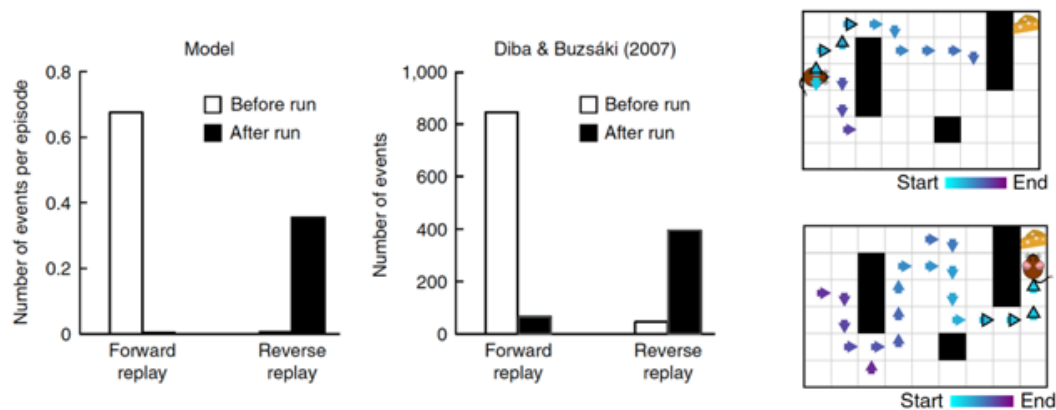 Model
Number of events per episode
0.8
0.6
0.4
0.2
0
Before run
After run
Forward
replay
Reverse
replay
Diba & Buzsáki (2007)
Number of events
1,000
800
600
400
200
0
Before run
After run
Forward
replay
Reverse
replay
Start End
Start End